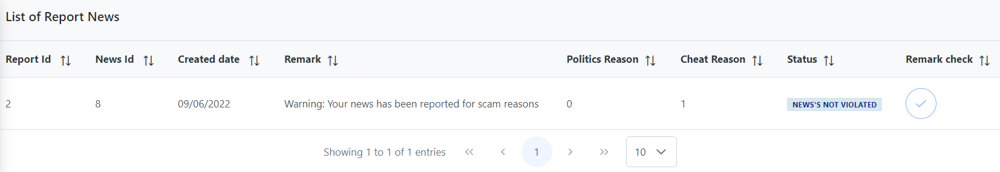 List of Report News
Report Id News Id Created date Remark Politics Reason Cheat Reason Status Remark check
2 8 09/06/2022 Warning: Your news has been reported for scam reasons 0 1 NEWS'S NOT VIOLATED
Showing 1 to 1 of 1 entries « ‹ 1 › » 10